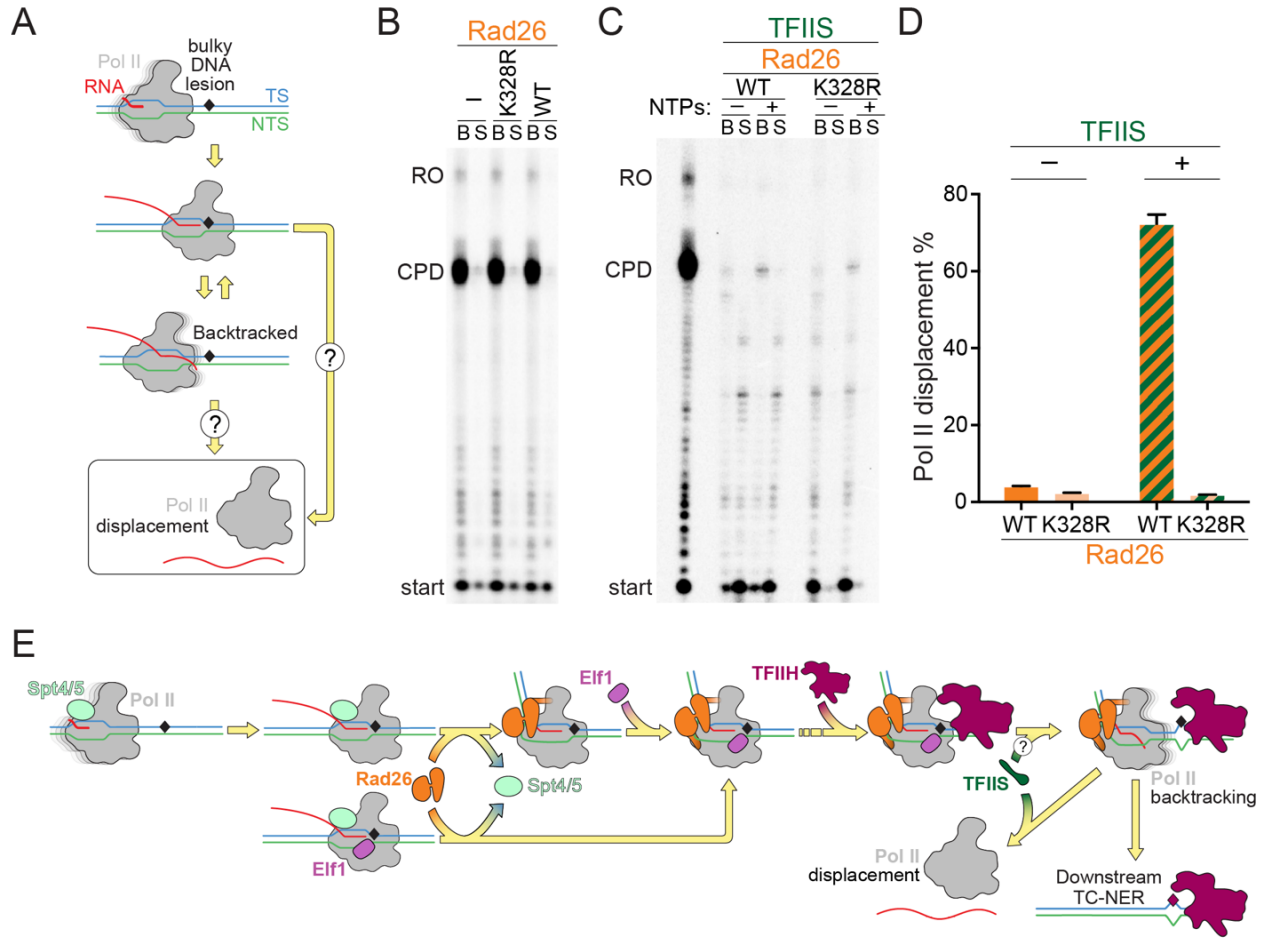 A
Pol II
bulky
DNA
lesion
RNA
TS
NTS
?
Backtracked
?
Pol II
displacement
B
Rad26
–
K328R
WT
B S B S B S
RO
CPD
start
C
TFIIS
Rad26
WT K328R
NTPs: – + – +
B S B S B S B S
RO
CPD
start
D
TFIIS
– +
Pol II displacement %
80
60
40
20
0
WT K328R WT K328R
Rad26
E
Spt4/5
Pol II
Elf1
TFIIH
Rad26
Spt4/5
?
TFIIS
Pol II
backtracking
Elf1
Pol II
displacement
Downstream
TC-NER